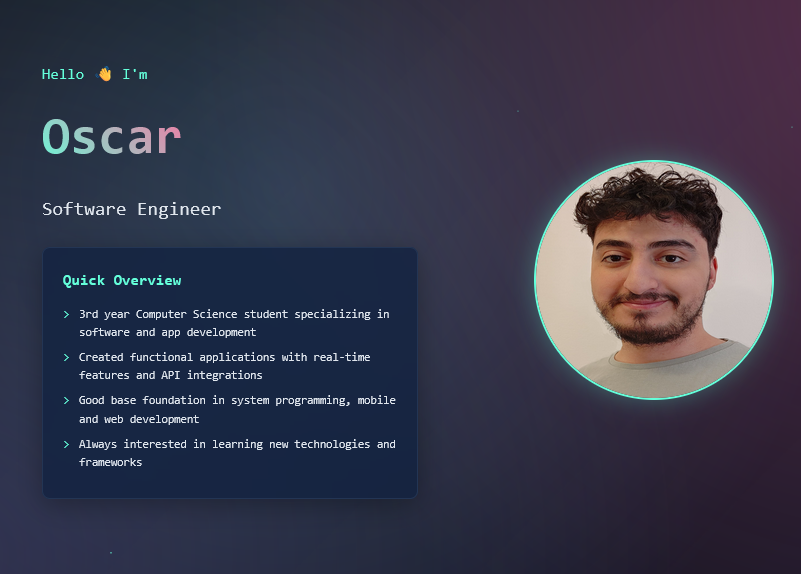 Hello 👋 I'm
Oscar
Software Engineer
Quick Overview
> 3rd year Computer Science student specializing in
software and app development
> Created functional applications with real-time
features and API integrations
> Good base foundation in system programming, mobile
and web development
> Always interested in learning new technologies and
frameworks